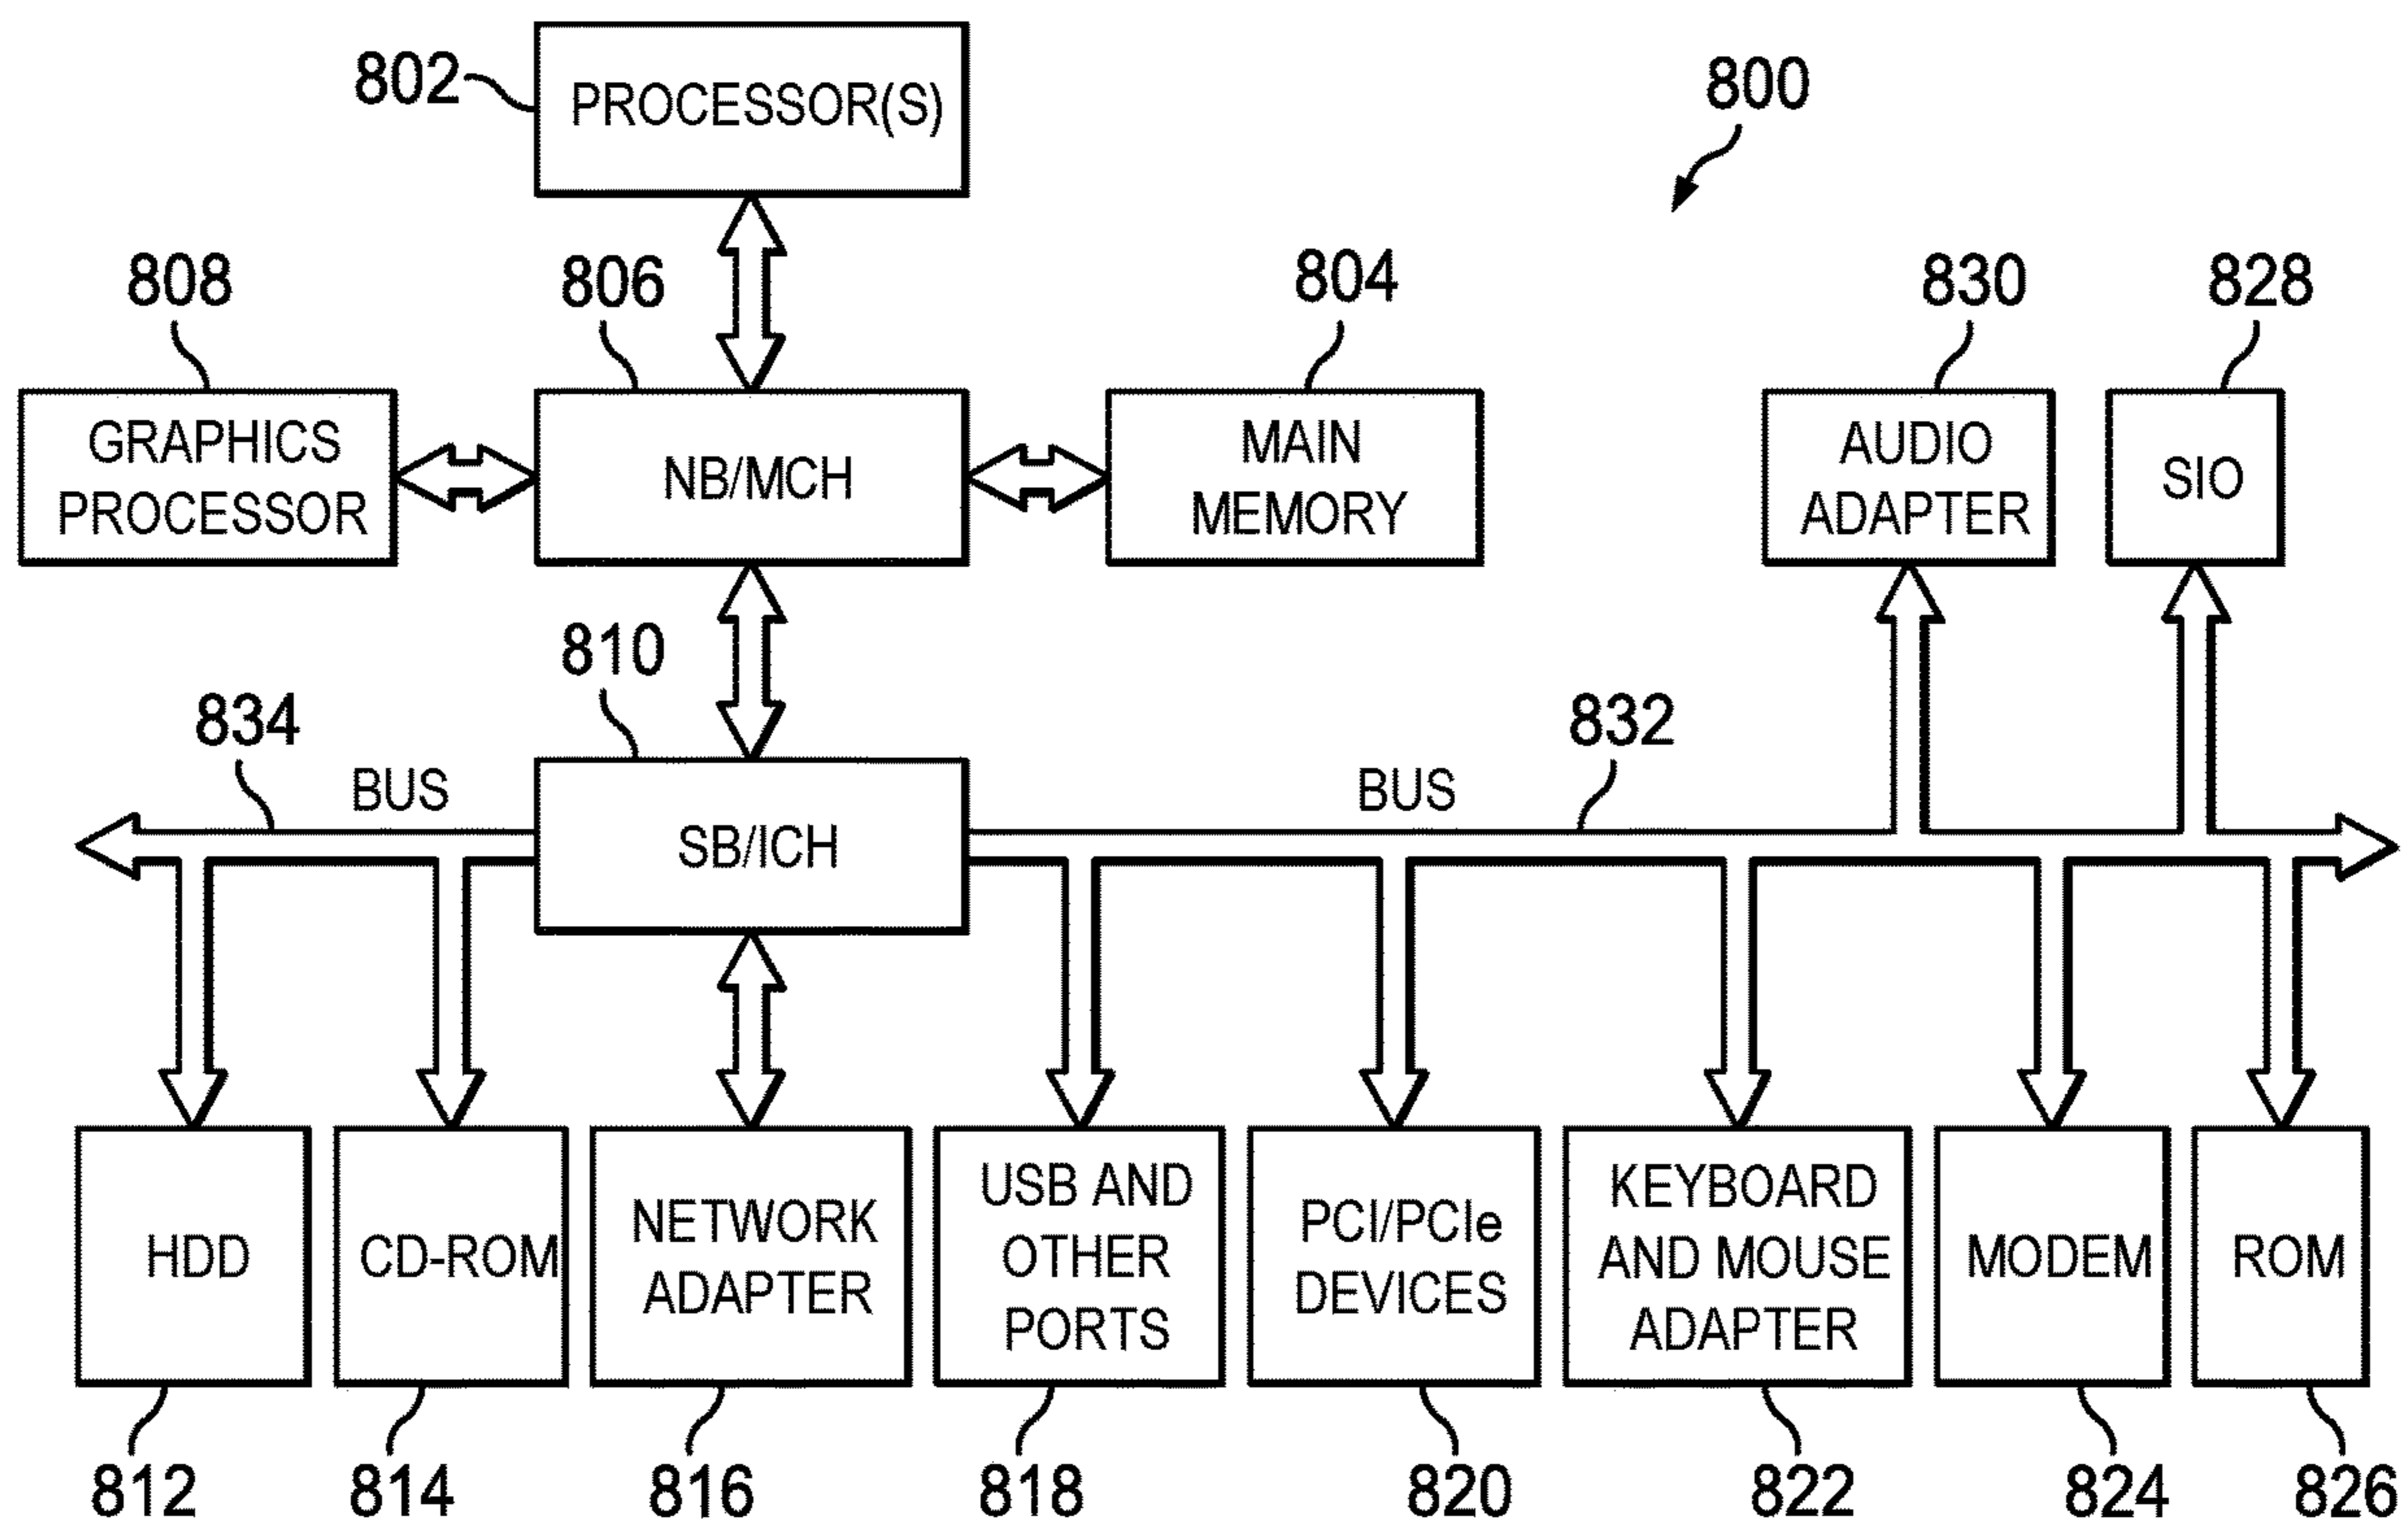 802
PROCESSOR(S)
800
808
806
804
830
828
GRAPHICS
PROCESSOR
NB/MCH
MAIN
MEMORY
AUDIO
ADAPTER
SIO
810
834
BUS
832
BUS
SB/ICH
HDD
CD-ROM
NETWORK
ADAPTER
USB AND
OTHER
PORTS
PCI/PCIe
DEVICES
KEYBOARD
AND MOUSE
ADAPTER
MODEM
ROM
812
814
816
818
820
822
824
826